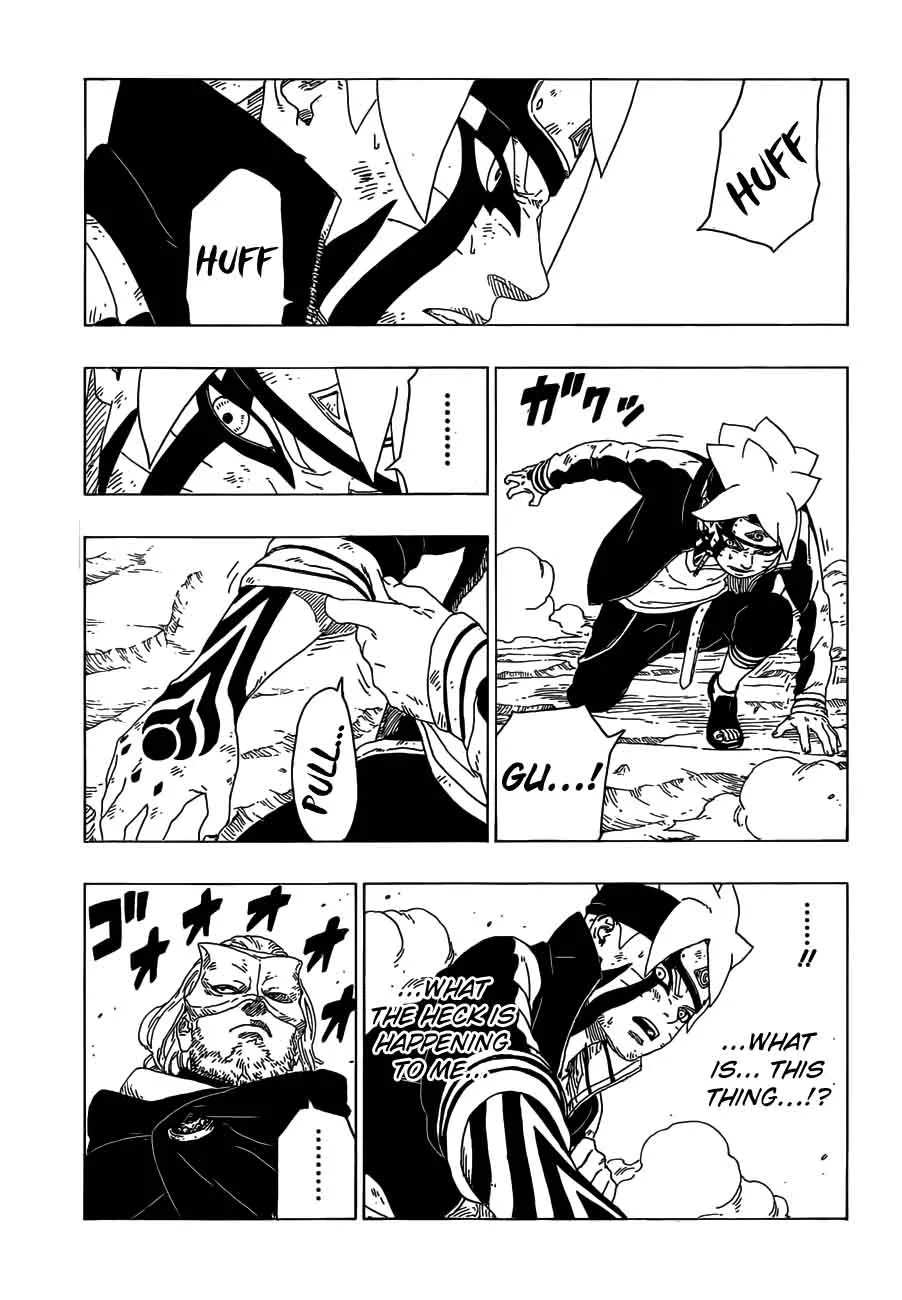 HUFF
HUFF
ガクッ
GU...!
........
PULL...
........
!!
...WHAT
IS... THIS
THING...!?
...WHAT
THE HECK IS
HAPPENING
TO ME...
ゴオオオオ
........